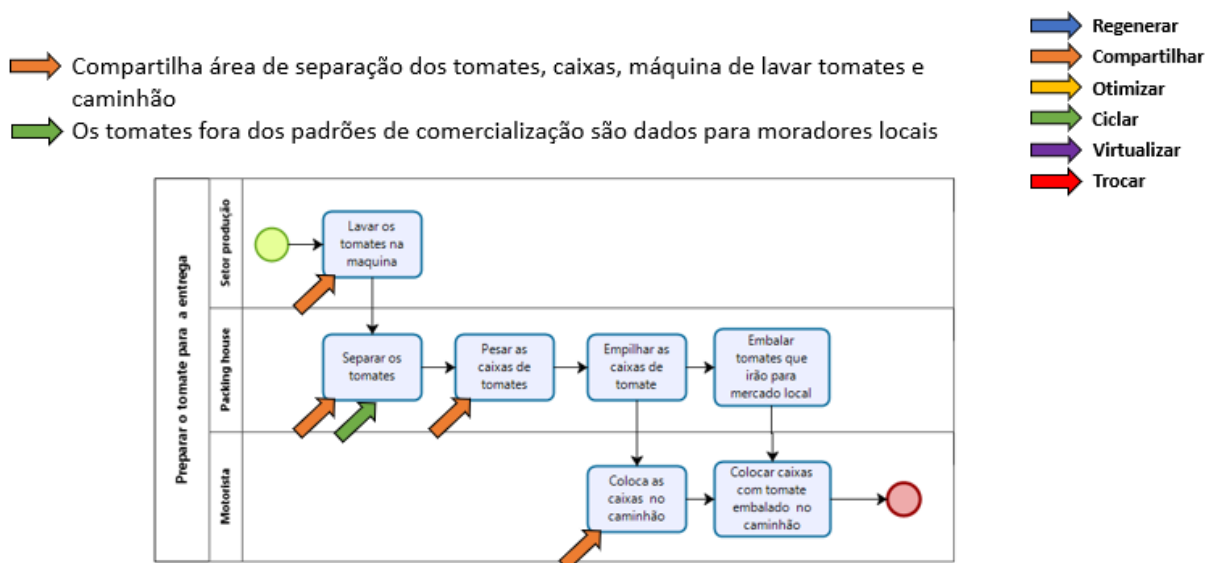 Compartilha área de separação dos tomates, caixas, máquina de lavar tomates e
caminhão
Os tomates fora dos padrões de comercialização são dados para moradores locais
Regenerar
Compartilhar
Otimizar
Ciclar
Virtualizar
Trocar
Preparar o tomate para a entrega
Setor produção
Lavar os
tomates na
maquina
Packing house
Separar os
tomates
Pesar as
caixas de
tomates
Empilhar as
caixas de
tomate
Embalar
tomates que
irão para
mercado local
Motorista
Coloca as
caixas no
caminhão
Colocar caixas
com tomate
embalado no
caminhão